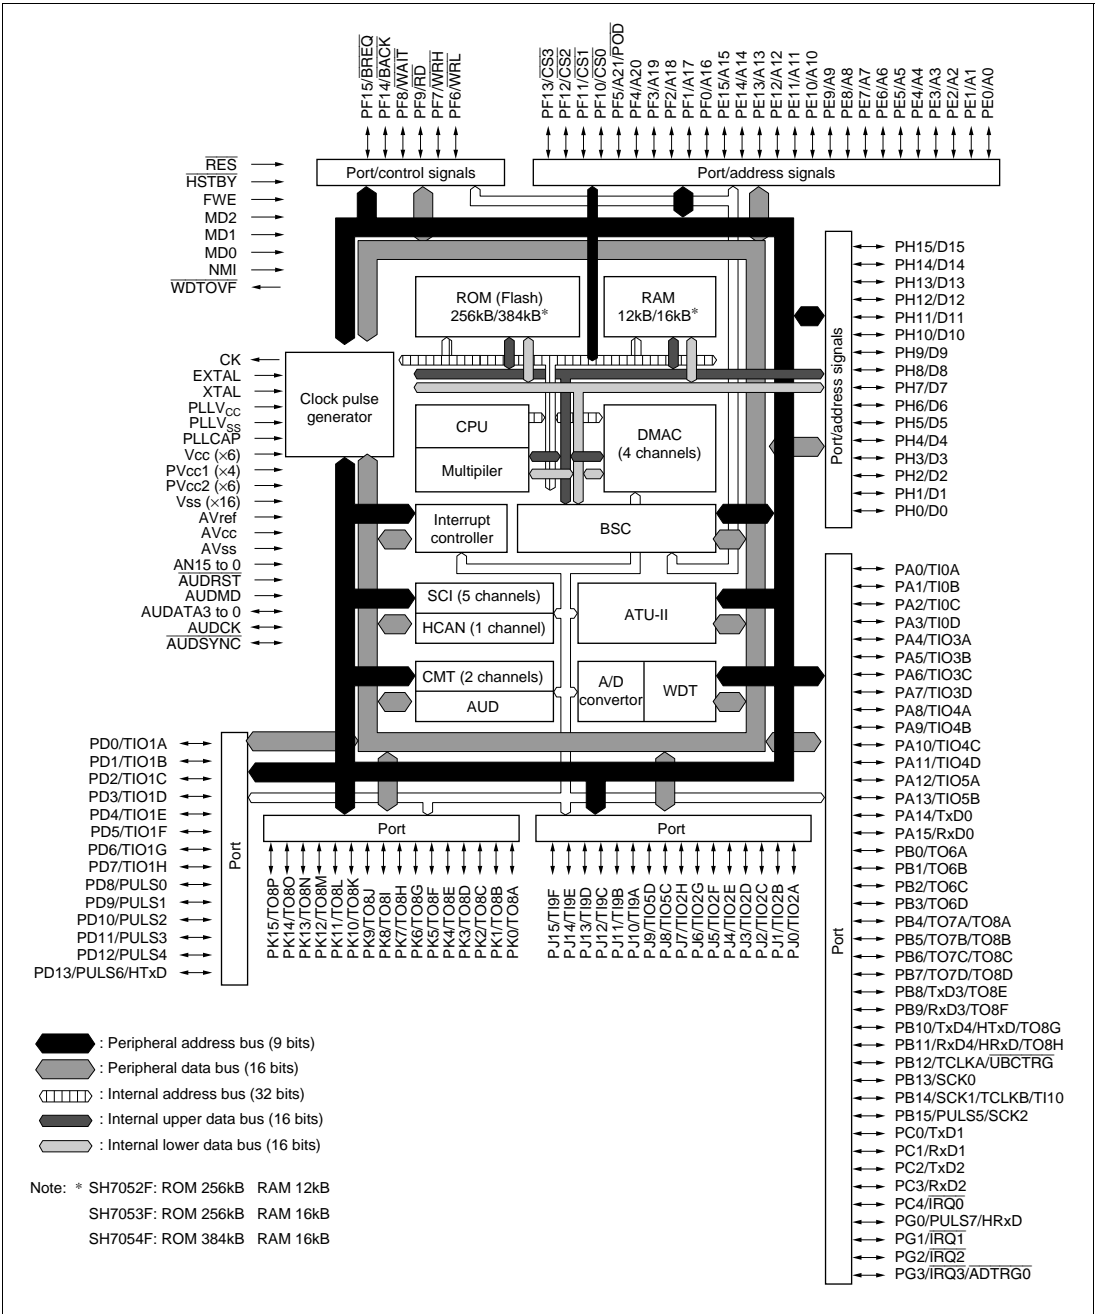 PF15/BREQ
PF14/BACK
PF8/WAIT
PF9/RD
PF7/WRH
PF6/WRL
PF13/CS3
PF12/CS2
PF11/CS1
PF10/CS0
PF5/A21/POD
PF4/A20
PF3/A19
PF2/A18
PF1/A17
PF0/A16
PE15/A15
PE14/A14
PE13/A13
PE12/A12
PE11/A11
PE10/A10
PE9/A9
PE8/A8
PE7/A7
PE6/A6
PE5/A5
PE4/A4
PE3/A3
PE2/A2
PE1/A1
PE0/A0
Port/control signals
Port/address signals
RES
HSTBY
FWE
MD2
MD1
MD0
NMI
WDTOVF
CK
EXTAL
XTAL
PLLVCC
PLLVSS
PLLCAP
Vcc (×6)
PVcc1 (×4)
PVcc2 (×6)
Vss (×16)
AVref
AVcc
AVss
AN15 to 0
AUDRST
AUDMD
AUDATA3 to 0
AUDCK
AUDSYNC
ROM (Flash)
256kB/384kB*
RAM
12kB/16kB*
Clock pulse
generator
CPU
Multipiler
DMAC
(4 channels)
Interrupt
controller
BSC
SCI (5 channels)
HCAN (1 channel)
ATU-II
CMT (2 channels)
AUD
A/D
convertor
WDT
Port/address signals
PH15/D15
PH14/D14
PH13/D13
PH12/D12
PH11/D11
PH10/D10
PH9/D9
PH8/D8
PH7/D7
PH6/D6
PH5/D5
PH4/D4
PH3/D3
PH2/D2
PH1/D1
PH0/D0
Port
PA0/TI0A
PA1/TI0B
PA2/TI0C
PA3/TI0D
PA4/TIO3A
PA5/TIO3B
PA6/TIO3C
PA7/TIO3D
PA8/TIO4A
PA9/TIO4B
PA10/TIO4C
PA11/TIO4D
PA12/TIO5A
PA13/TIO5B
PA14/TxD0
PA15/RxD0
PB0/TO6A
PB1/TO6B
PB2/TO6C
PB3/TO6D
PB4/TO7A/TO8A
PB5/TO7B/TO8B
PB6/TO7C/TO8C
PB7/TO7D/TO8D
PB8/TxD3/TO8E
PB9/RxD3/TO8F
PB10/TxD4/HTxD/TO8G
PB11/RxD4/HRxD/TO8H
PB12/TCLKA/UBCTRG
PB13/SCK0
PB14/SCK1/TCLKB/TI10
PB15/PULS5/SCK2
PC0/TxD1
PC1/RxD1
PC2/TxD2
PC3/RxD2
PC4/IRQ0
PG0/PULS7/HRxD
PG1/IRQ1
PG2/IRQ2
PG3/IRQ3/ADTRG0
PD0/TIO1A
PD1/TIO1B
PD2/TIO1C
PD3/TIO1D
PD4/TIO1E
PD5/TIO1F
PD6/TIO1G
PD7/TIO1H
PD8/PULS0
PD9/PULS1
PD10/PULS2
PD11/PULS3
PD12/PULS4
PD13/PULS6/HTxD
Port
Port
Port
PK15/TO8P
PK14/TO8O
PK13/TO8N
PK12/TO8M
PK11/TO8L
PK10/TO8K
PK9/TO8J
PK8/TO8I
PK7/TO8H
PK6/TO8G
PK5/TO8F
PK4/TO8E
PK3/TO8D
PK2/TO8C
PK1/TO8B
PK0/TO8A
PJ15/TI9F
PJ14/TI9E
PJ13/TI9D
PJ12/TI9C
PJ11/TI9B
PJ10/TI9A
PJ9/TIO5D
PJ8/TIO5C
PJ7/TIO2H
PJ6/TIO2G
PJ5/TIO2F
PJ4/TIO2E
PJ3/TIO2D
PJ2/TIO2C
PJ1/TIO2B
PJ0/TIO2A
: Peripheral address bus (9 bits)
: Peripheral data bus (16 bits)
: Internal address bus (32 bits)
: Internal upper data bus (16 bits)
: Internal lower data bus (16 bits)
Note: * SH7052F: ROM 256kB RAM 12kB
SH7053F: ROM 256kB RAM 16kB
SH7054F: ROM 384kB RAM 16kB